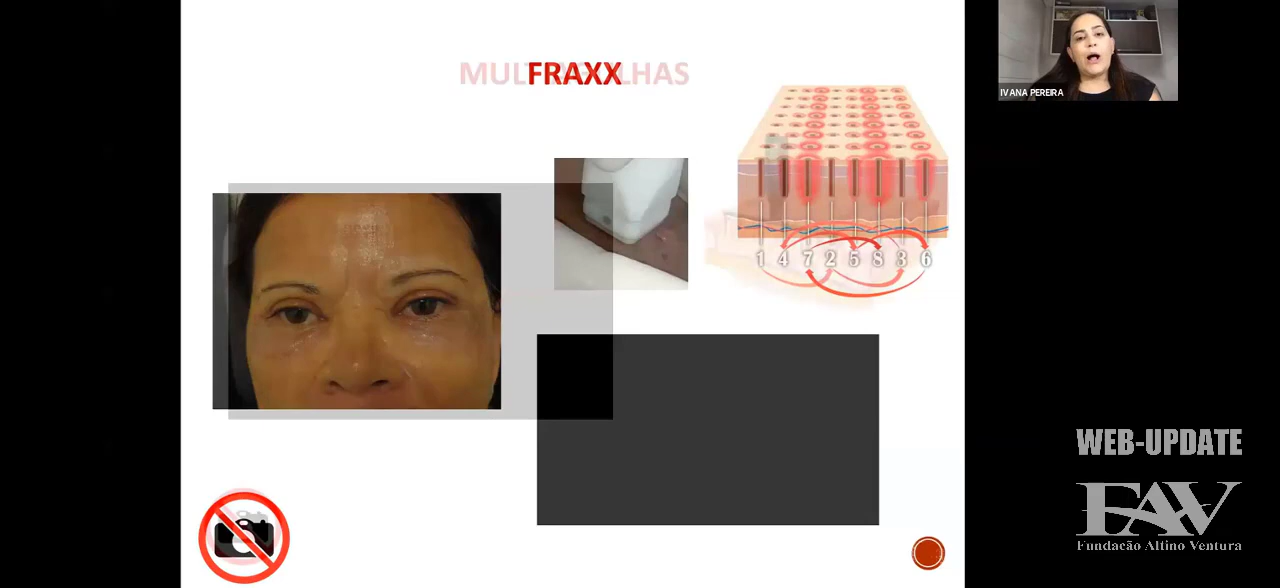 FRAXX
IVANA PEREIRA
1 4 7 2 5 8 3 6
WEB-UPDATE
FAV
Fundação Altino Ventura